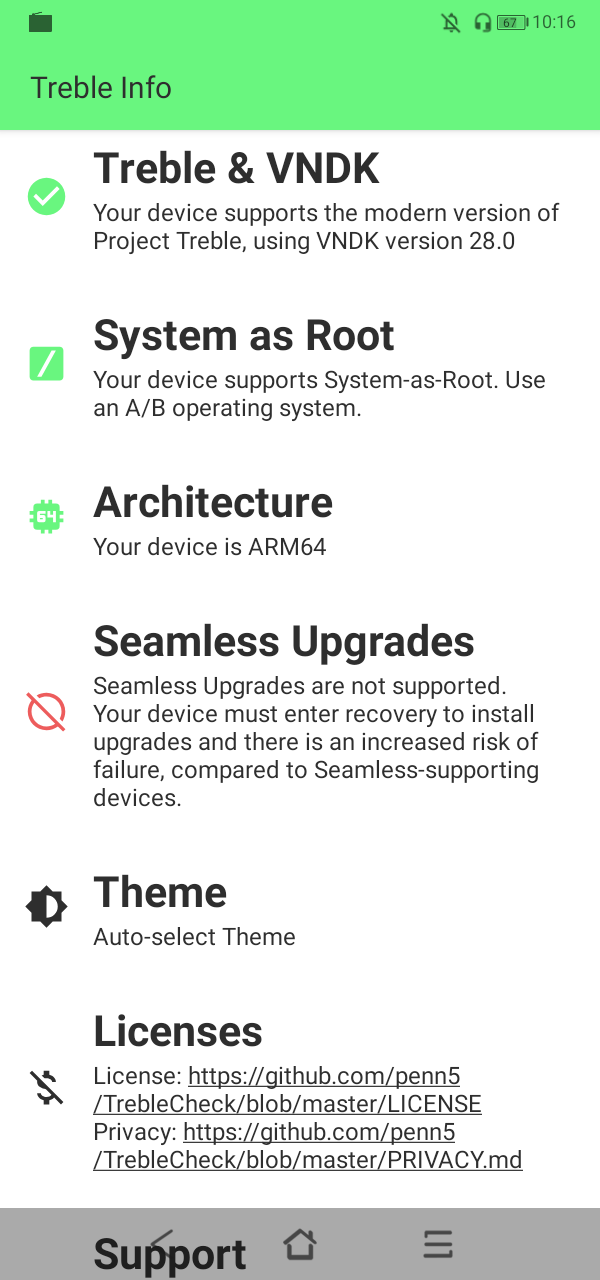 67 10:16
Treble Info
Treble & VNDK
Your device supports the modern version of
Project Treble, using VNDK version 28.0
System as Root
Your device supports System-as-Root. Use
an A/B operating system.
64
Architecture
Your device is ARM64
Seamless Upgrades
Seamless Upgrades are not supported.
Your device must enter recovery to install
upgrades and there is an increased risk of
failure, compared to Seamless-supporting
devices.
Theme
Auto-select Theme
Licenses
License: https://github.com/penn5
/TrebleCheck/blob/master/LICENSE
Privacy: https://github.com/penn5
/TrebleCheck/blob/master/PRIVACY.md
Support